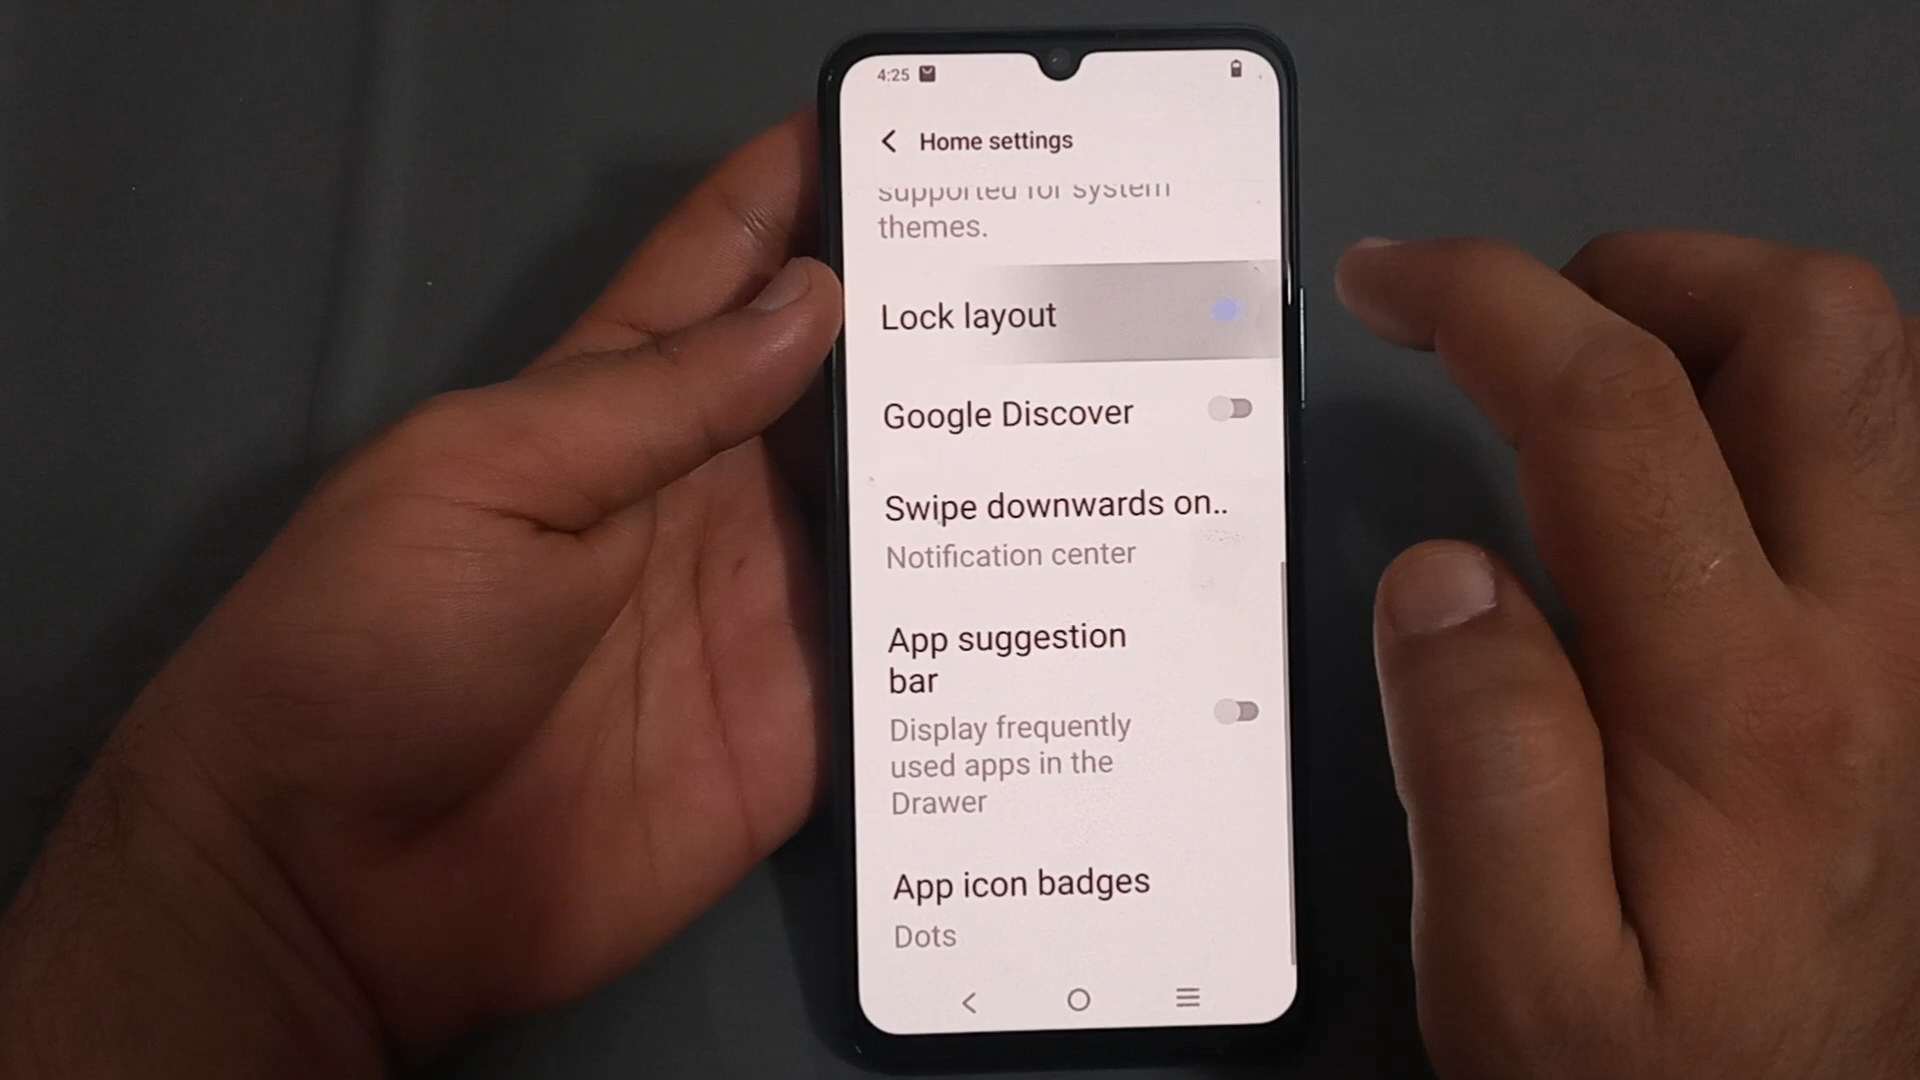 4:25
Home settings
supported for system
themes.
Lock layout
Google Discover
Swipe downwards on..
Notification center
App suggestion
bar
Display frequently
used apps in the
Drawer
App icon badges
Dots